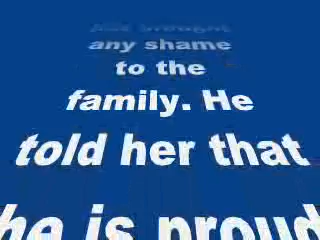 any shame
to the
family. He
told her that
he is proud